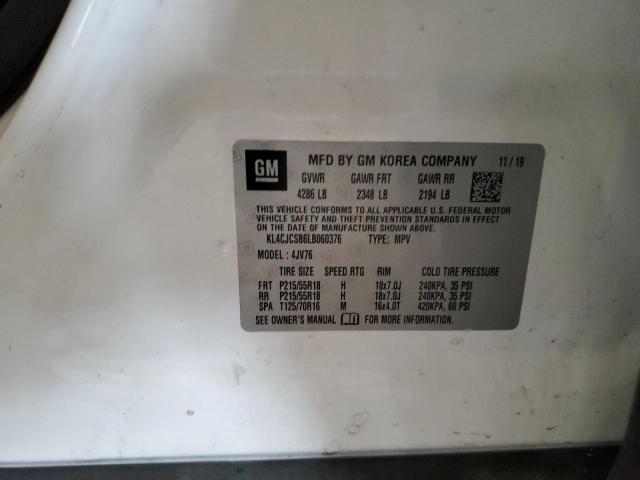 GM MFD BY GM KOREA COMPANY 11 / 19
GVWR GAWR FRT GAWR RR
4286 LB 2348 LB 2194 LB
THIS VEHICLE CONFORMS TO ALL APPLICABLE U.S. FEDERAL MOTOR
VEHICLE SAFETY AND THEFT PREVENTION STANDARDS IN EFFECT
ON THE DATE OF MANUFACTURE SHOWN ABOVE.
KL4CJCSB6LB060376 TYPE: MPV
MODEL : 4JV76
TIRE SIZE SPEED RTG RIM COLD TIRE PRESSURE
FRT P215/55R18 H 18x7.0J 240KPA, 35 PSI
RR P215/55R18 H 18x7.0J 240KPA, 35 PSI
SPA T125/70R16 M 16x4.0T 420KPA, 60 PSI
SEE OWNER'S MANUAL FOR MORE INFORMATION.